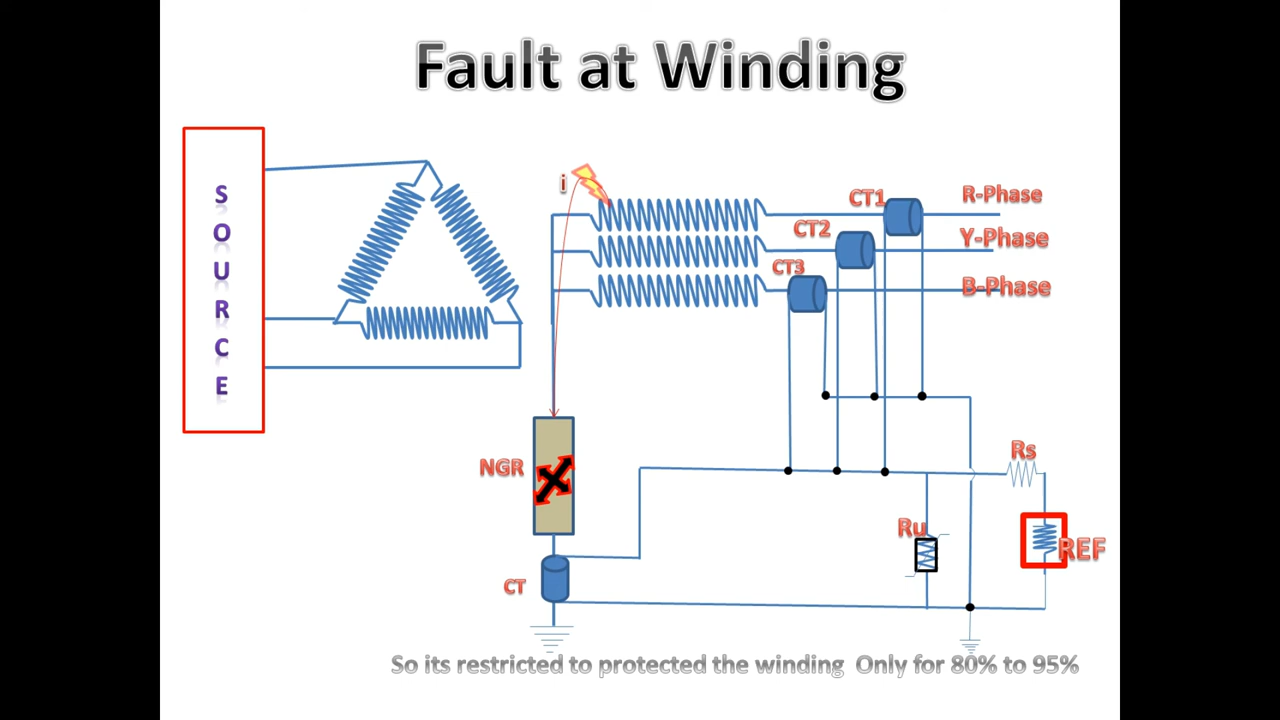 Fault at Winding
S
O
U
R
C
E
i
CT1
R-Phase
CT2
Y-Phase
CT3
B-Phase
NGR
Rs
Ru
REF
CT
So its restricted to protected the winding Only for 80% to 95%